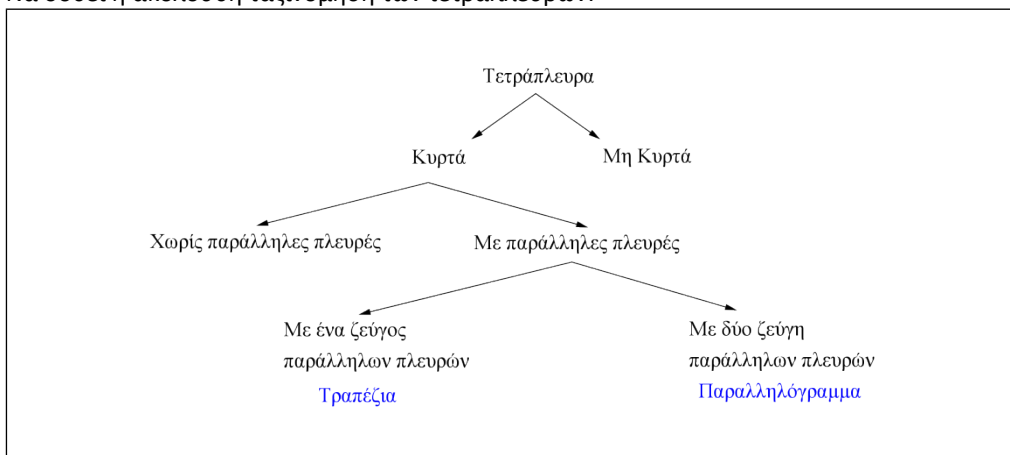 Τετράπλευρα
Κυρτά
Μη Κυρτά
Χωρίς παράλληλες πλευρές
Με παράλληλες πλευρές
Με ένα ζεύγος
παράλληλων πλευρών
Τραπέζια
Με δύο ζεύγη
παράλληλων πλευρών
Παραλληλόγραμμα